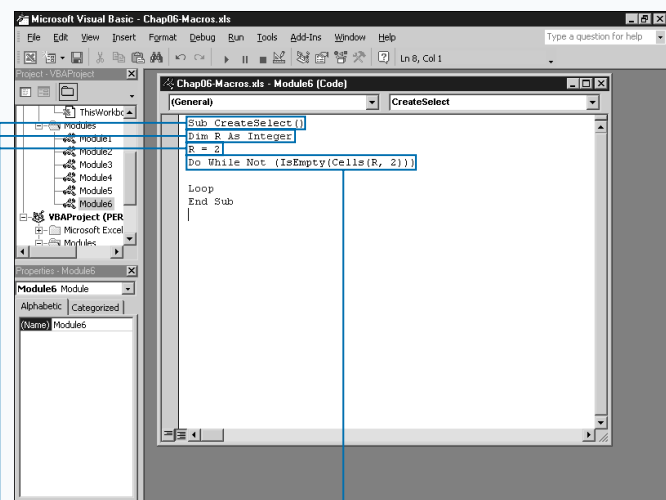 Microsoft Visual Basic - Chap06-Macros.xls
File Edit View Insert Format Debug Run Tools Add-Ins Window Help
Type a question for help
Ln 8, Col 1
Project - VBAProject
ThisWorkbo
Modules
Module1
Module2
Module3
Module4
Module5
Module6
VBAProject (PER
Microsoft Excel
Modules
Properties - Module6
Module6 Module
Alphabetic Categorized
(Name) Module6
Chap06-Macros.xls - Module6 (Code)
(General) CreateSelect
Sub CreateSelect()
Dim R As Integer
R = 2
Do While Not (IsEmpty(Cells(R, 2)))
Loop
End Sub